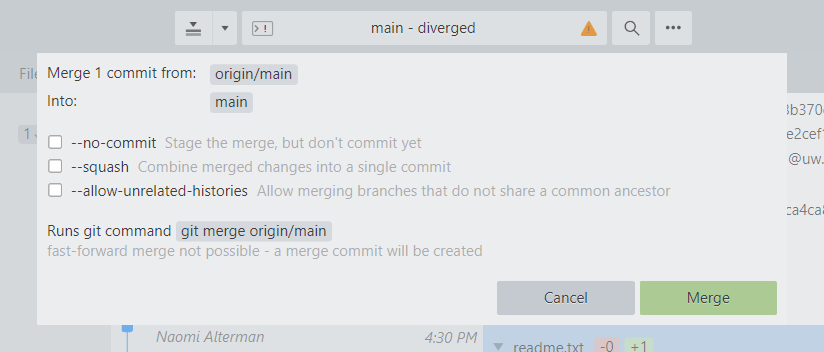 main - diverged
File
Merge 1 commit from: origin/main
Into: main
1
--no-commit Stage the merge, but don't commit yet
--squash Combine merged changes into a single commit
--allow-unrelated-histories Allow merging branches that do not share a common ancestor
Runs git command git merge origin/main
fast-forward merge not possible - a merge commit will be created
Cancel Merge
Naomi Alterman 4:30 PM
readme.txt -0 +1
3b370
e2cef
@uw.
ca4ca8